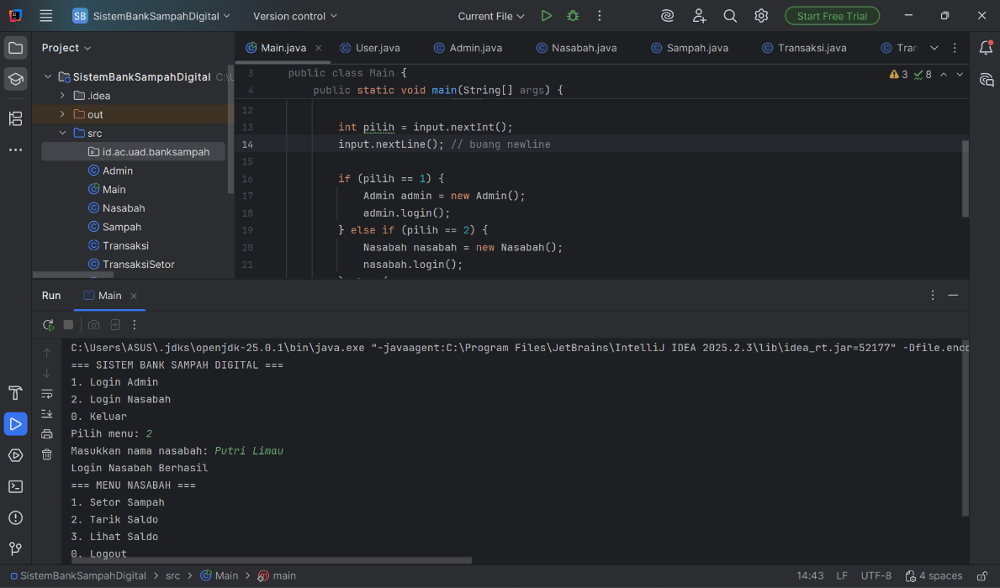 SB SistemBankSampahDigital Version control Current File Start Free Trial
Project
SistemBankSampahDigital C:\U
.idea
out
src
id.ac.uad.banksampah
Admin
Main
Nasabah
Sampah
Transaksi
TransaksiSetor
Main.java User.java Admin.java Nasabah.java Sampah.java Transaksi.java Tran
3 public class Main {
4 public static void main(String[] args) {
3 8
12
13 int pilih = input.nextInt();
14 input.nextLine(); // buang newline
15
16 if (pilih == 1) {
17 Admin admin = new Admin();
18 admin.login();
19 } else if (pilih == 2) {
20 Nasabah nasabah = new Nasabah();
21 nasabah.login();
Run Main
C:\Users\ASUS\.jdks\openjdk-25.0.1\bin\java.exe "-javaagent:C:\Program Files\JetBrains\IntelliJ IDEA 2025.2.3\lib\idea_rt.jar=52177" -Dfile.enco
=== SISTEM BANK SAMPAH DIGITAL ===
1. Login Admin
2. Login Nasabah
0. Keluar
Pilih menu: 2
Masukkan nama nasabah: Putri Limau
Login Nasabah Berhasil
=== MENU NASABAH ===
1. Setor Sampah
2. Tarik Saldo
3. Lihat Saldo
0. Logout
SistemBankSampahDigital > src > Main > main 14:43 LF UTF-8 4 spaces